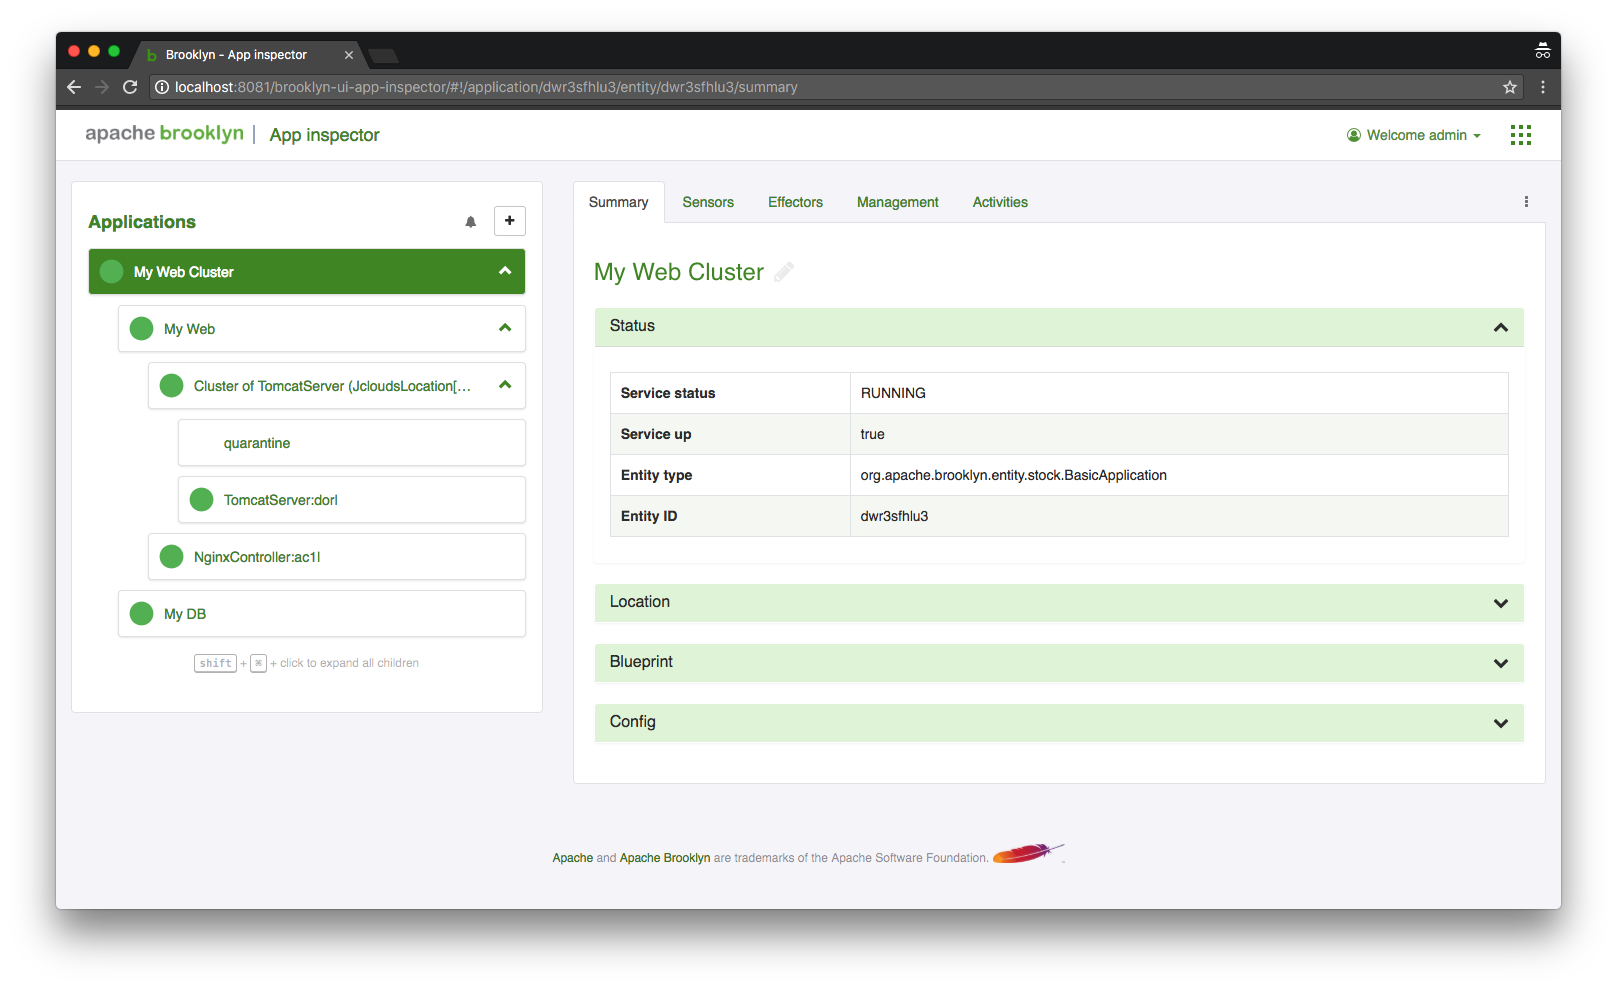 Brooklyn - App inspector
localhost:8081/brooklyn-ui-app-inspector/#!/application/dwr3sfhlu3/entity/dwr3sfhlu3/summary
apache brooklyn | App inspector
Welcome admin
Applications
+
My Web Cluster
My Web
Cluster of TomcatServer (JcloudsLocation[...
quarantine
TomcatServer:dorl
NginxController:ac1l
My DB
shift + ⌘ + click to expand all children
Summary Sensors Effectors Management Activities
My Web Cluster
Status
Service status RUNNING
Service up true
Entity type org.apache.brooklyn.entity.stock.BasicApplication
Entity ID dwr3sfhlu3
Location
Blueprint
Config
Apache and Apache Brooklyn are trademarks of the Apache Software Foundation.